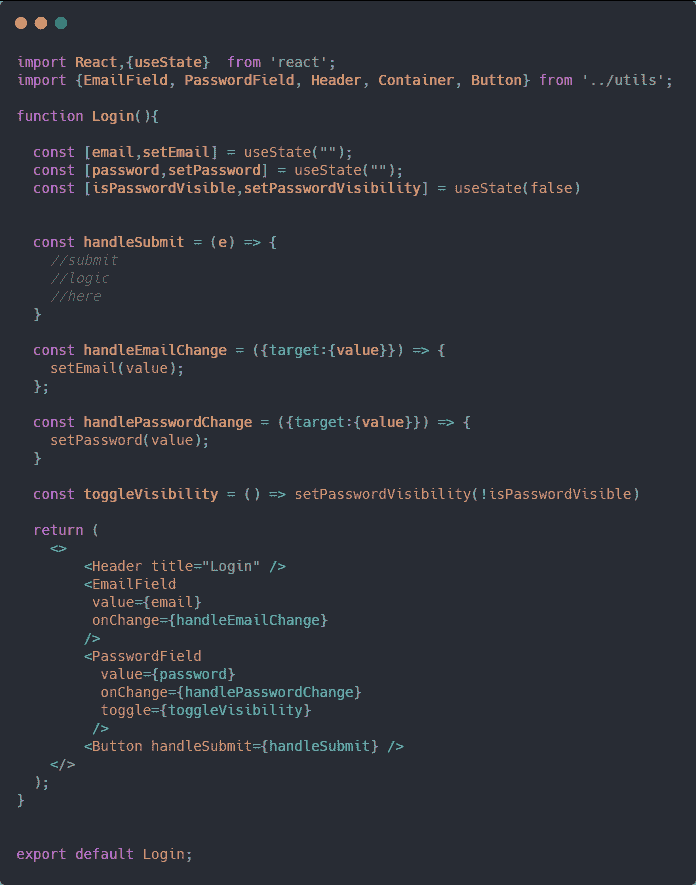 import React,{useState}  from 'react';
import {EmailField, PasswordField, Header, Container, Button} from '../utils';

function Login(){

  const [email,setEmail] = useState("");
  const [password,setPassword] = useState("");
  const [isPasswordVisible,setPasswordVisibility] = useState(false)


  const handleSubmit = (e) => {
    //submit
    //logic
    //here
  }

  const handleEmailChange = ({target:{value}}) => {
    setEmail(value);
  };

  const handlePasswordChange = ({target:{value}}) => {
    setPassword(value);
  }

  const toggleVisibility = () => setPasswordVisibility(!isPasswordVisible)

  return (
    <>
        <Header title="Login" />
        <EmailField
         value={email}
         onChange={handleEmailChange}
        />
        <PasswordField
          value={password}
          onChange={handlePasswordChange}
          toggle={toggleVisibility}
         />
        <Button handleSubmit={handleSubmit} />
    </>
  );
}


export default Login;